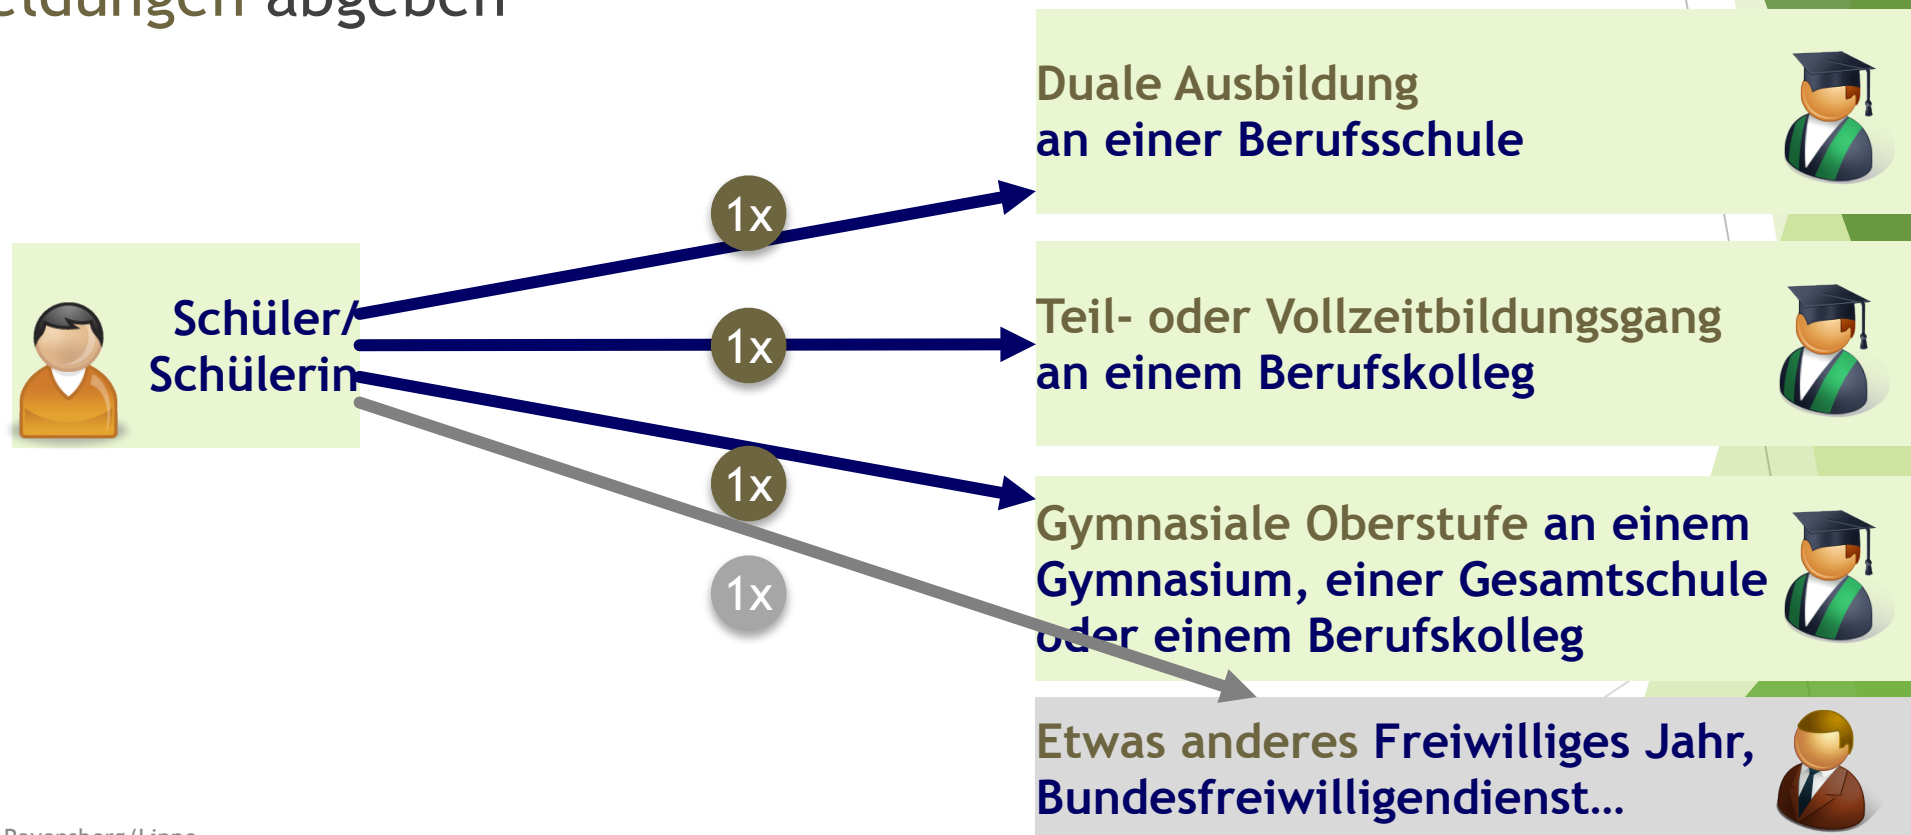 abgeben
Duale Ausbildung
an einer Berufsschule
1x
Schüler/
Schülerin
1x
Teil- oder Vollzeitbildungsgang
an einem Berufskolleg
1x
Gymnasiale Oberstufe an einem
Gymnasium, einer Gesamtschule
oder einem Berufskolleg
1x
Etwas anderes Freiwilliges Jahr,
Bundesfreiwilligendienst...